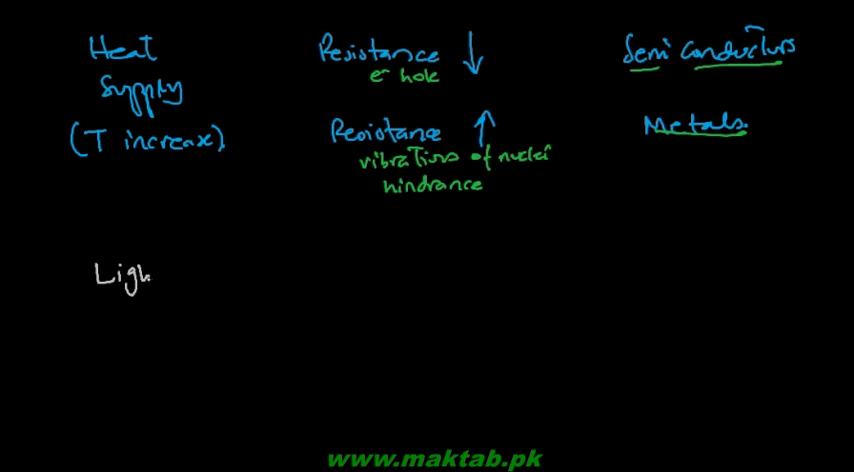 Heat Resistance ↓ Semi Conductors
Supply e⁻ hole
(T increase) Resistance ↑ Metals.
vibrations of nuclei
hindrance
Ligh
www.maktab.pk